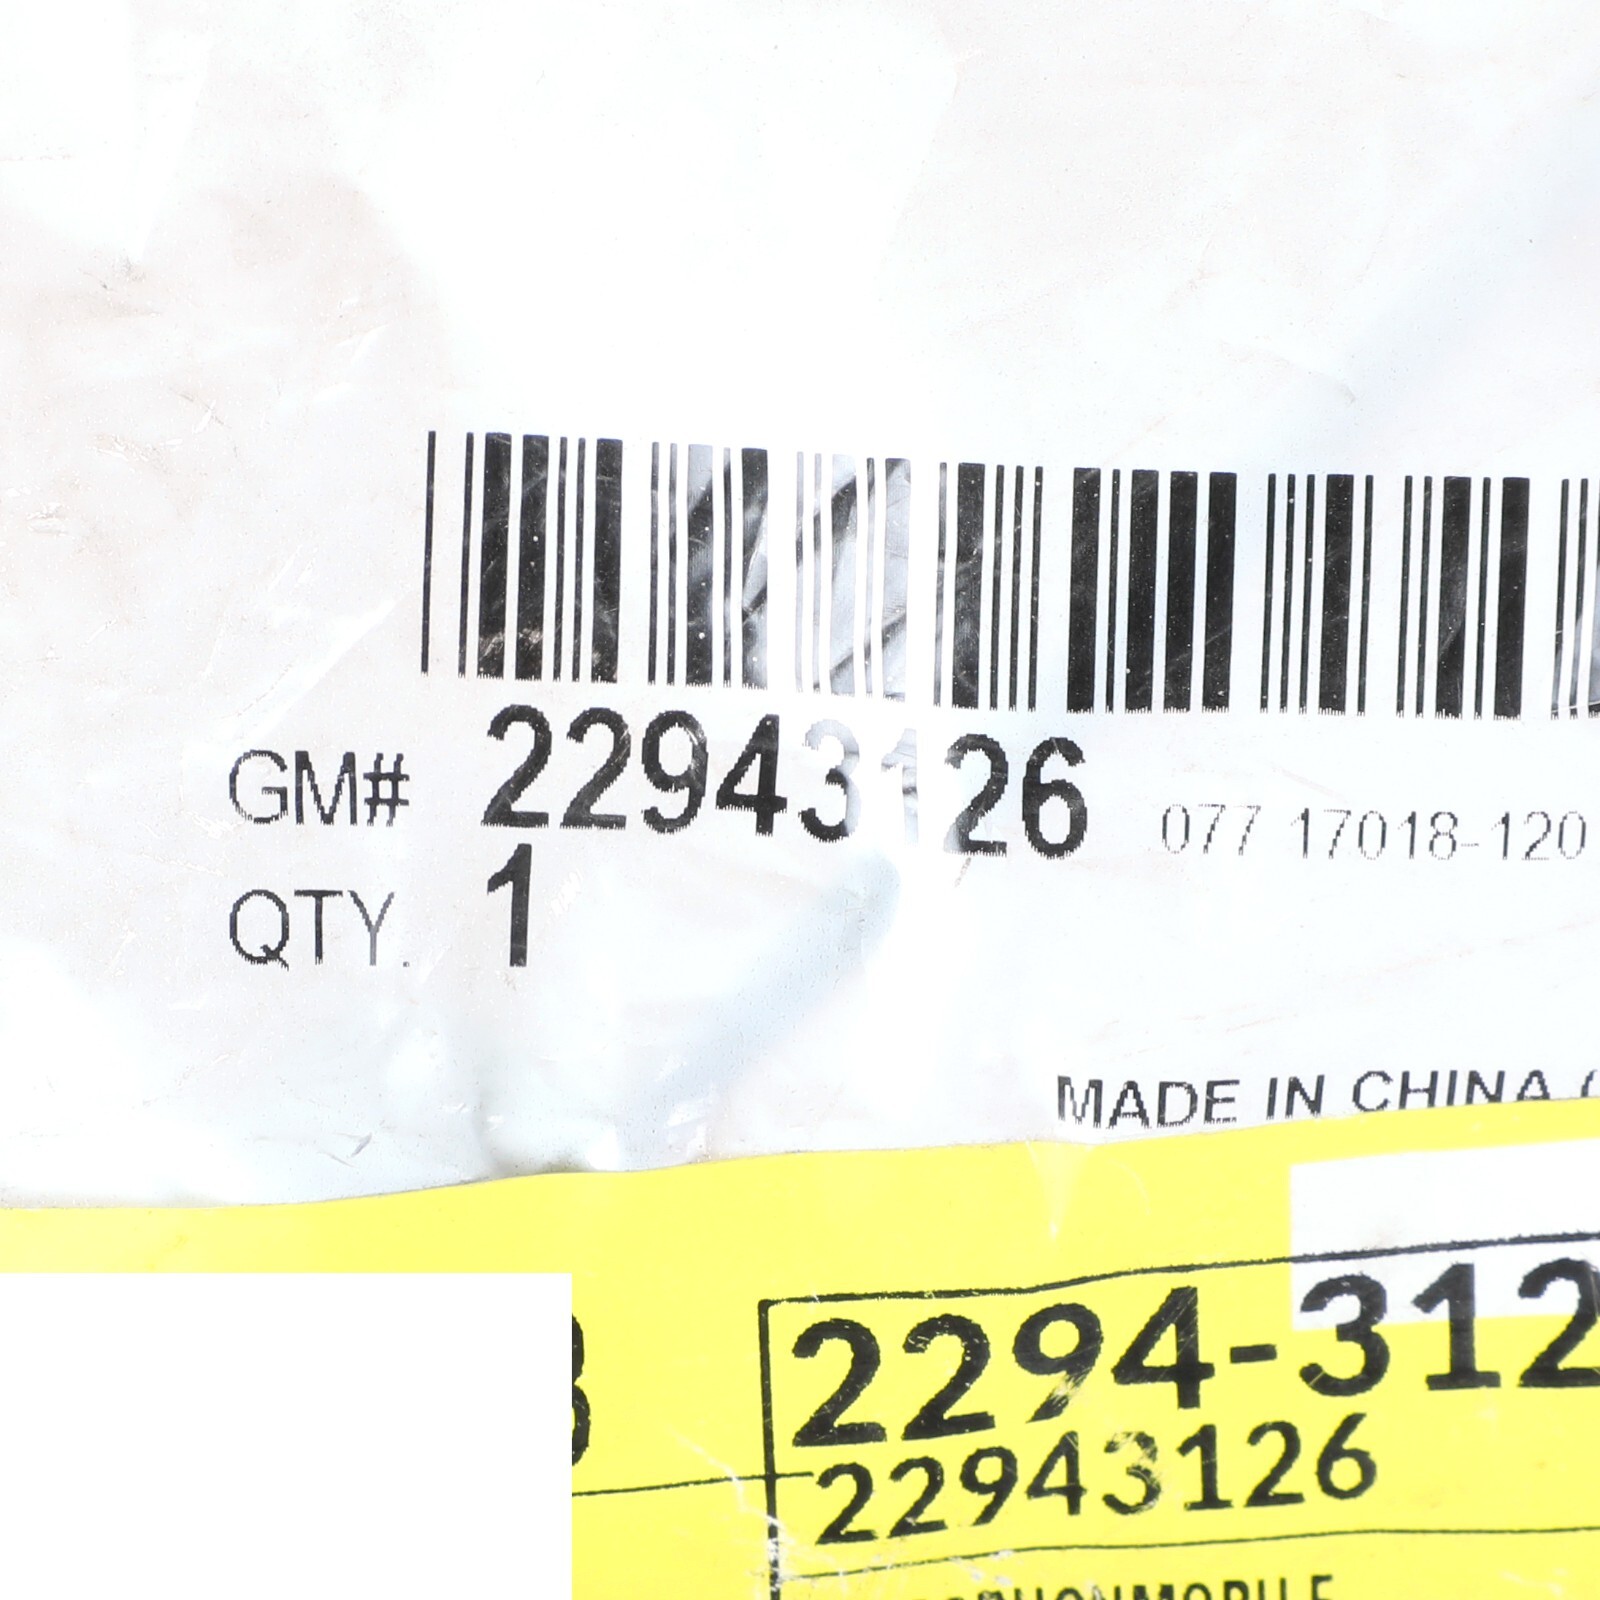 GM# 22943126 077 17018-120
QTY. 1
MADE IN CHINA (
2294-312
22943126